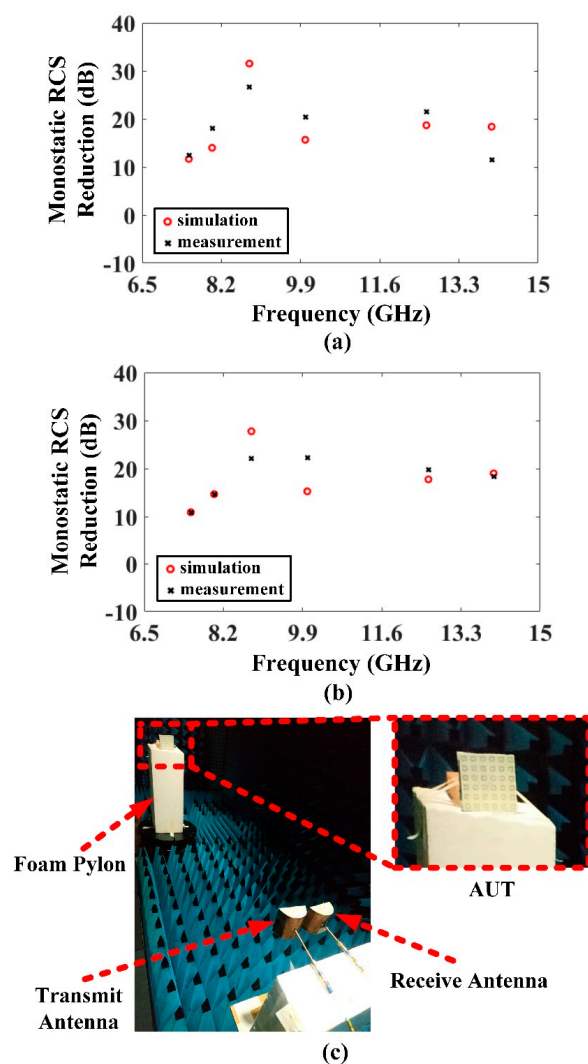 Monostatic RCS
Reduction (dB)
40
30
20
10
0
-10
simulation
measurement
6.5 8.2 9.9 11.6 13.3 15
Frequency (GHz)
(a)
Monostatic RCS
Reduction (dB)
40
30
20
10
0
-10
simulation
measurement
6.5 8.2 9.9 11.6 13.3 15
Frequency (GHz)
(b)
Foam Pylon
AUT
Transmit
Antenna
Receive Antenna
(c)